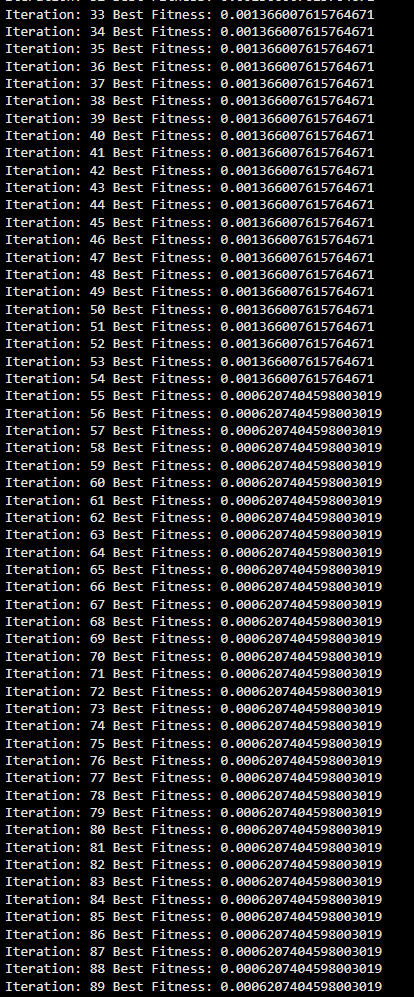 Iteration: 32 Best Fitness: 0.001366007615764671
Iteration: 33 Best Fitness: 0.001366007615764671
Iteration: 34 Best Fitness: 0.001366007615764671
Iteration: 35 Best Fitness: 0.001366007615764671
Iteration: 36 Best Fitness: 0.001366007615764671
Iteration: 37 Best Fitness: 0.001366007615764671
Iteration: 38 Best Fitness: 0.001366007615764671
Iteration: 39 Best Fitness: 0.001366007615764671
Iteration: 40 Best Fitness: 0.001366007615764671
Iteration: 41 Best Fitness: 0.001366007615764671
Iteration: 42 Best Fitness: 0.001366007615764671
Iteration: 43 Best Fitness: 0.001366007615764671
Iteration: 44 Best Fitness: 0.001366007615764671
Iteration: 45 Best Fitness: 0.001366007615764671
Iteration: 46 Best Fitness: 0.001366007615764671
Iteration: 47 Best Fitness: 0.001366007615764671
Iteration: 48 Best Fitness: 0.001366007615764671
Iteration: 49 Best Fitness: 0.001366007615764671
Iteration: 50 Best Fitness: 0.001366007615764671
Iteration: 51 Best Fitness: 0.001366007615764671
Iteration: 52 Best Fitness: 0.001366007615764671
Iteration: 53 Best Fitness: 0.001366007615764671
Iteration: 54 Best Fitness: 0.001366007615764671
Iteration: 55 Best Fitness: 0.0006207404598003019
Iteration: 56 Best Fitness: 0.0006207404598003019
Iteration: 57 Best Fitness: 0.0006207404598003019
Iteration: 58 Best Fitness: 0.0006207404598003019
Iteration: 59 Best Fitness: 0.0006207404598003019
Iteration: 60 Best Fitness: 0.0006207404598003019
Iteration: 61 Best Fitness: 0.0006207404598003019
Iteration: 62 Best Fitness: 0.0006207404598003019
Iteration: 63 Best Fitness: 0.0006207404598003019
Iteration: 64 Best Fitness: 0.0006207404598003019
Iteration: 65 Best Fitness: 0.0006207404598003019
Iteration: 66 Best Fitness: 0.0006207404598003019
Iteration: 67 Best Fitness: 0.0006207404598003019
Iteration: 68 Best Fitness: 0.0006207404598003019
Iteration: 69 Best Fitness: 0.0006207404598003019
Iteration: 70 Best Fitness: 0.0006207404598003019
Iteration: 71 Best Fitness: 0.0006207404598003019
Iteration: 72 Best Fitness: 0.0006207404598003019
Iteration: 73 Best Fitness: 0.0006207404598003019
Iteration: 74 Best Fitness: 0.0006207404598003019
Iteration: 75 Best Fitness: 0.0006207404598003019
Iteration: 76 Best Fitness: 0.0006207404598003019
Iteration: 77 Best Fitness: 0.0006207404598003019
Iteration: 78 Best Fitness: 0.0006207404598003019
Iteration: 79 Best Fitness: 0.0006207404598003019
Iteration: 80 Best Fitness: 0.0006207404598003019
Iteration: 81 Best Fitness: 0.0006207404598003019
Iteration: 82 Best Fitness: 0.0006207404598003019
Iteration: 83 Best Fitness: 0.0006207404598003019
Iteration: 84 Best Fitness: 0.0006207404598003019
Iteration: 85 Best Fitness: 0.0006207404598003019
Iteration: 86 Best Fitness: 0.0006207404598003019
Iteration: 87 Best Fitness: 0.0006207404598003019
Iteration: 88 Best Fitness: 0.0006207404598003019
Iteration: 89 Best Fitness: 0.0006207404598003019